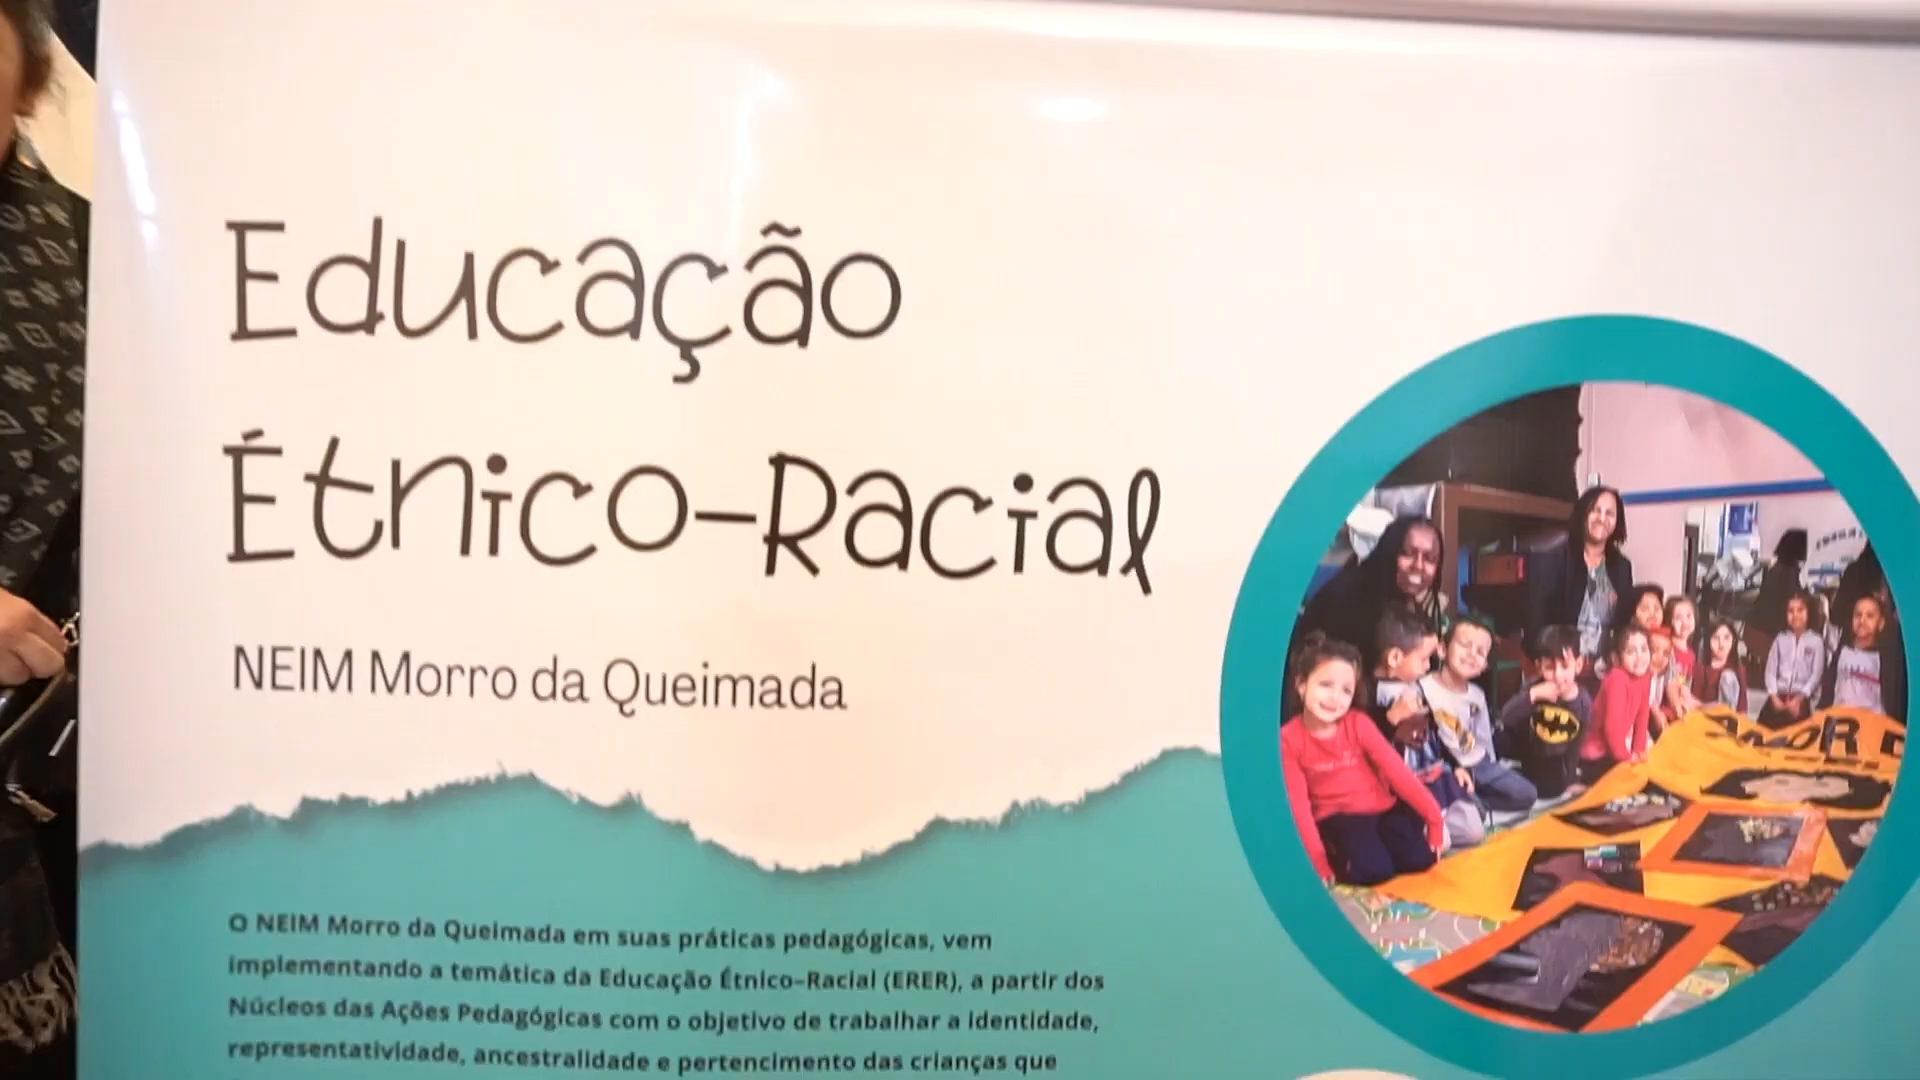 Educação
Étnico-Racial
NEIM Morro da Queimada
O NEIM Morro da Queimada em suas práticas pedagógicas, vem
implementando a temática da Educação Étnico-Racial (ERER), a partir dos
Núcleos das Ações Pedagógicas com o objetivo de trabalhar a identidade,
representatividade, ancestralidade e pertencimento das crianças que
AMOR D